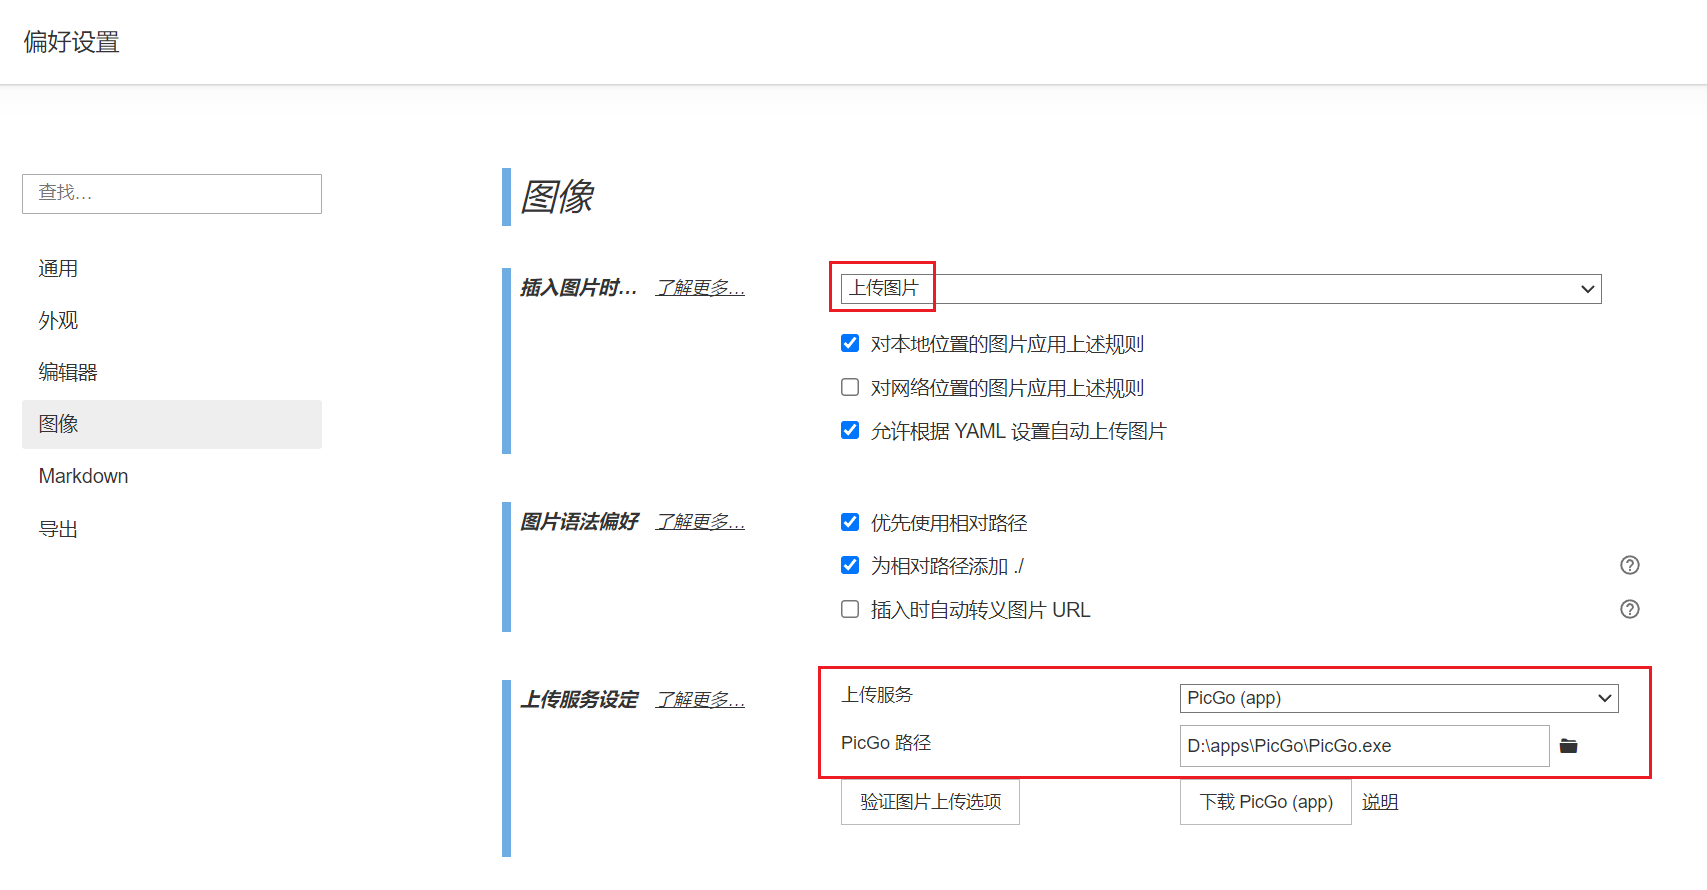 偏好设置
查找...
通用
外观
编辑器
图像
Markdown
导出
图像
插入图片时... 了解更多...
上传图片
对本地位置的图片应用上述规则
对网络位置的图片应用上述规则
允许根据 YAML 设置自动上传图片
图片语法偏好 了解更多...
优先使用相对路径
为相对路径添加 ./
插入时自动转义图片 URL
上传服务设定 了解更多...
上传服务 PicGo (app)
PicGo 路径 D:\apps\PicGo\PicGo.exe
验证图片上传选项 下载 PicGo (app) 说明